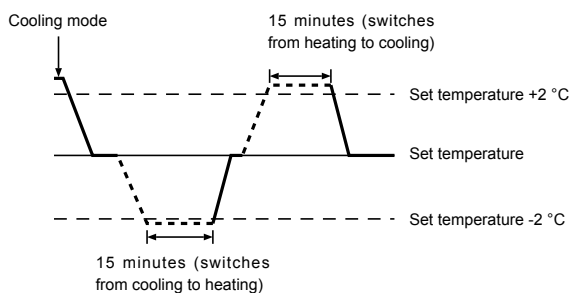 Cooling mode
15 minutes (switches
from heating to cooling)
Set temperature +2 °C
Set temperature
Set temperature -2 °C
15 minutes (switches
from cooling to heating)